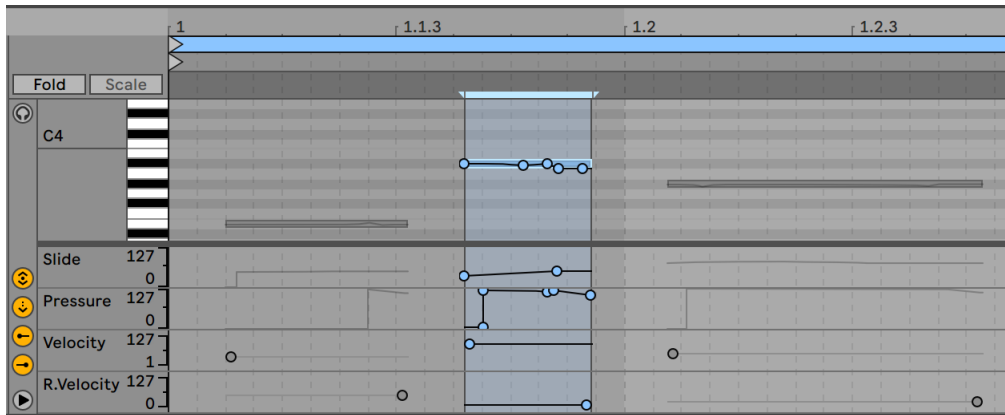 1 1.1.3 1.2 1.2.3
Fold Scale
C4
Slide 127
0
Pressure 127
0
Velocity 127
1
R.Velocity 127
0